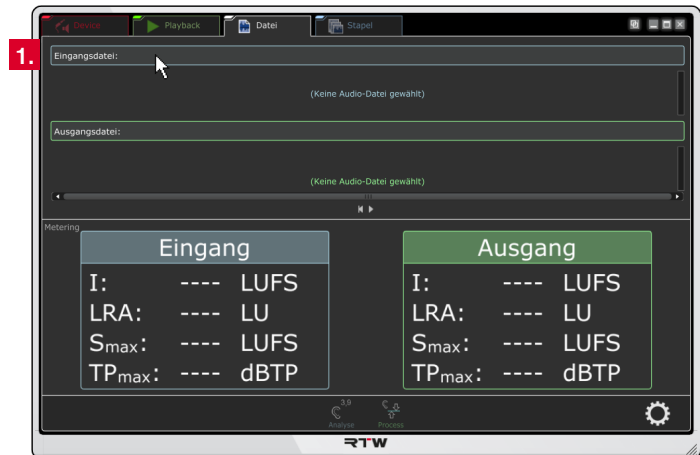 Device Playback Datei Stapel
1.
Eingangsdatei:
(Keine Audio-Datei gewählt)
Ausgangsdatei:
(Keine Audio-Datei gewählt)
Metering
Eingang Ausgang
I: ---- LUFS I: ---- LUFS
LRA: ---- LU LRA: ---- LU
Smax: ---- LUFS Smax: ---- LUFS
TPmax: ---- dBTP TPmax: ---- dBTP
3,9
Analyse Process
RTW